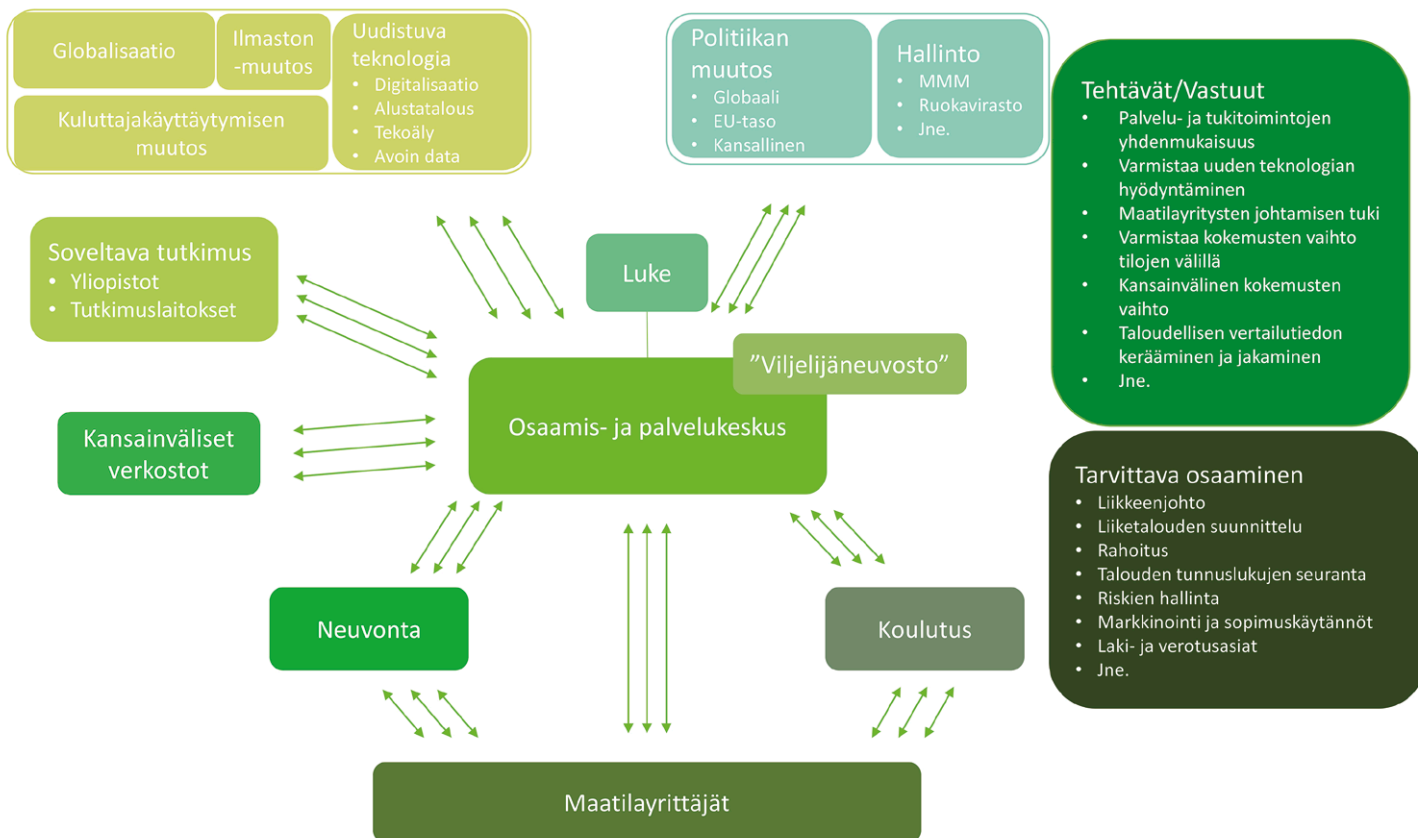 Globalisaatio
Ilmaston
-muutos
Kuluttajakäyttäytymisen
muutos
Uudistuva
teknologia
• Digitalisaatio
• Alustatalous
• Tekoäly
• Avoin data
Politiikan
muutos
• Globaali
• EU-taso
• Kansallinen
Hallinto
• MMM
• Ruokavirasto
• Jne.
Tehtävät/Vastuut
• Palvelu- ja tukitoimintojen
yhdenmukaisuus
• Varmistaa uuden teknologian
hyödyntäminen
• Maatilayritysten johtamisen tuki
• Varmistaa kokemusten vaihto
tilojen välillä
• Kansainvälinen kokemusten
vaihto
• Taloudellisen vertailutiedon
kerääminen ja jakaminen
• Jne.
Soveltava tutkimus
• Yliopistot
• Tutkimuslaitokset
Luke
”Viljelijäneuvosto”
Osaamis- ja palvelukeskus
Kansainväliset
verkostot
Tarvittava osaaminen
• Liikkeenjohto
• Liiketalouden suunnittelu
• Rahoitus
• Talouden tunnuslukujen seuranta
• Riskien hallinta
• Markkinointi ja sopimuskäytännöt
• Laki- ja verotusasiat
• Jne.
Neuvonta
Koulutus
Maatilayrittäjät